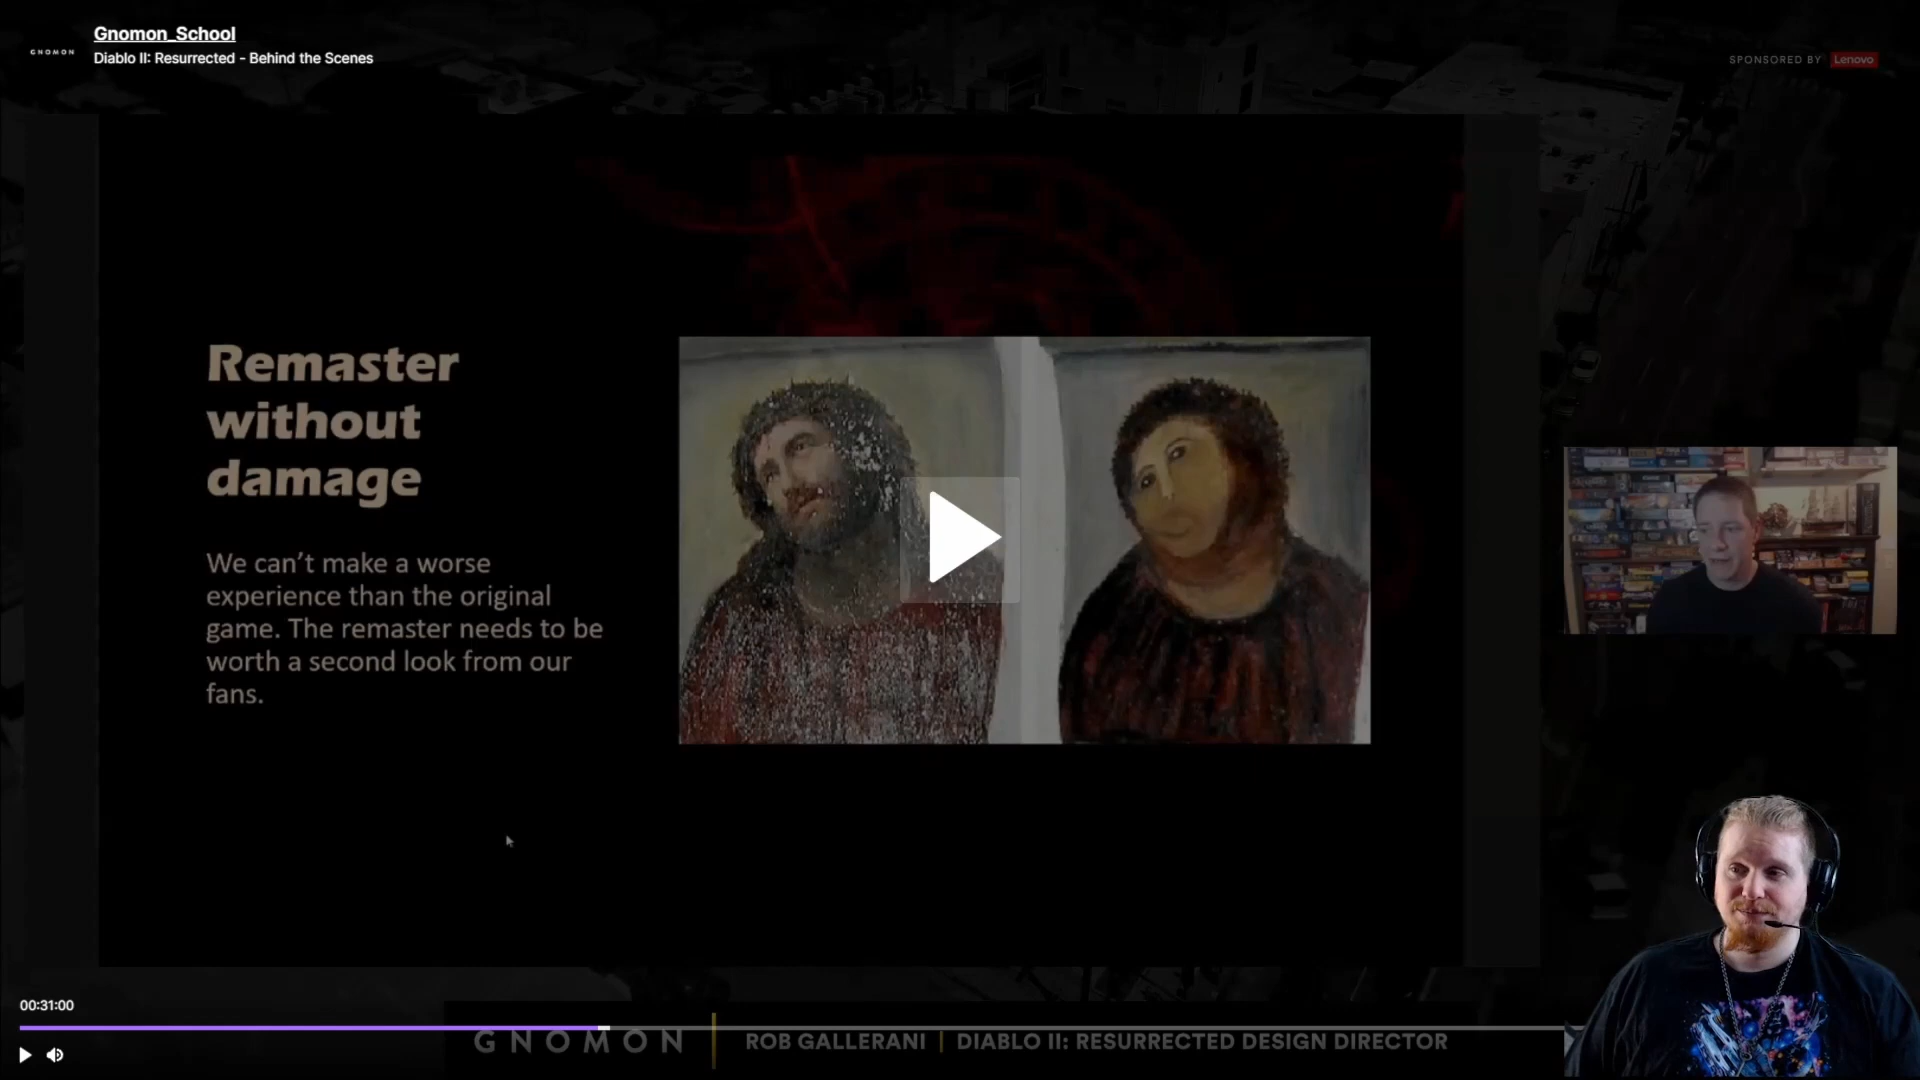 GNOMON
Gnomon_School
Diablo II: Resurrected - Behind the Scenes
SPONSORED BY Lenovo
Remaster
without
damage
We can’t make a worse
experience than the original
game. The remaster needs to be
worth a second look from our
fans.
00:31:00
GNOMON
ROB GALLERANI | DIABLO II: RESURRECTED DESIGN DIRECTOR